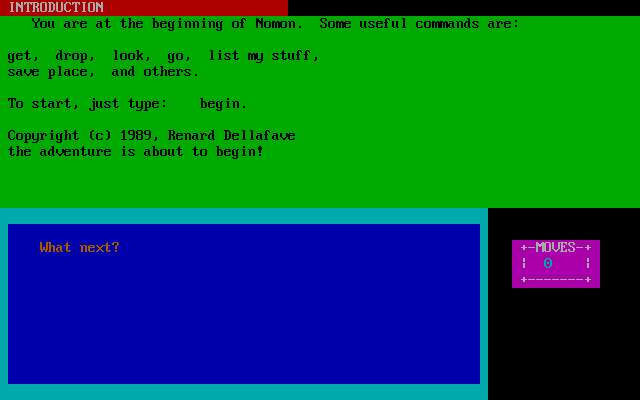 INTRODUCTION
You are at the beginning of Nomon.  Some useful commands are:
get,  drop,  look,  go,  list my stuff,
save place,  and others.
To start, just type:    begin.
Copyright (c) 1989, Renard Dellafave
the adventure is about to begin!
What next?
+-MOVES-+
¦  0    ¦
+-------+